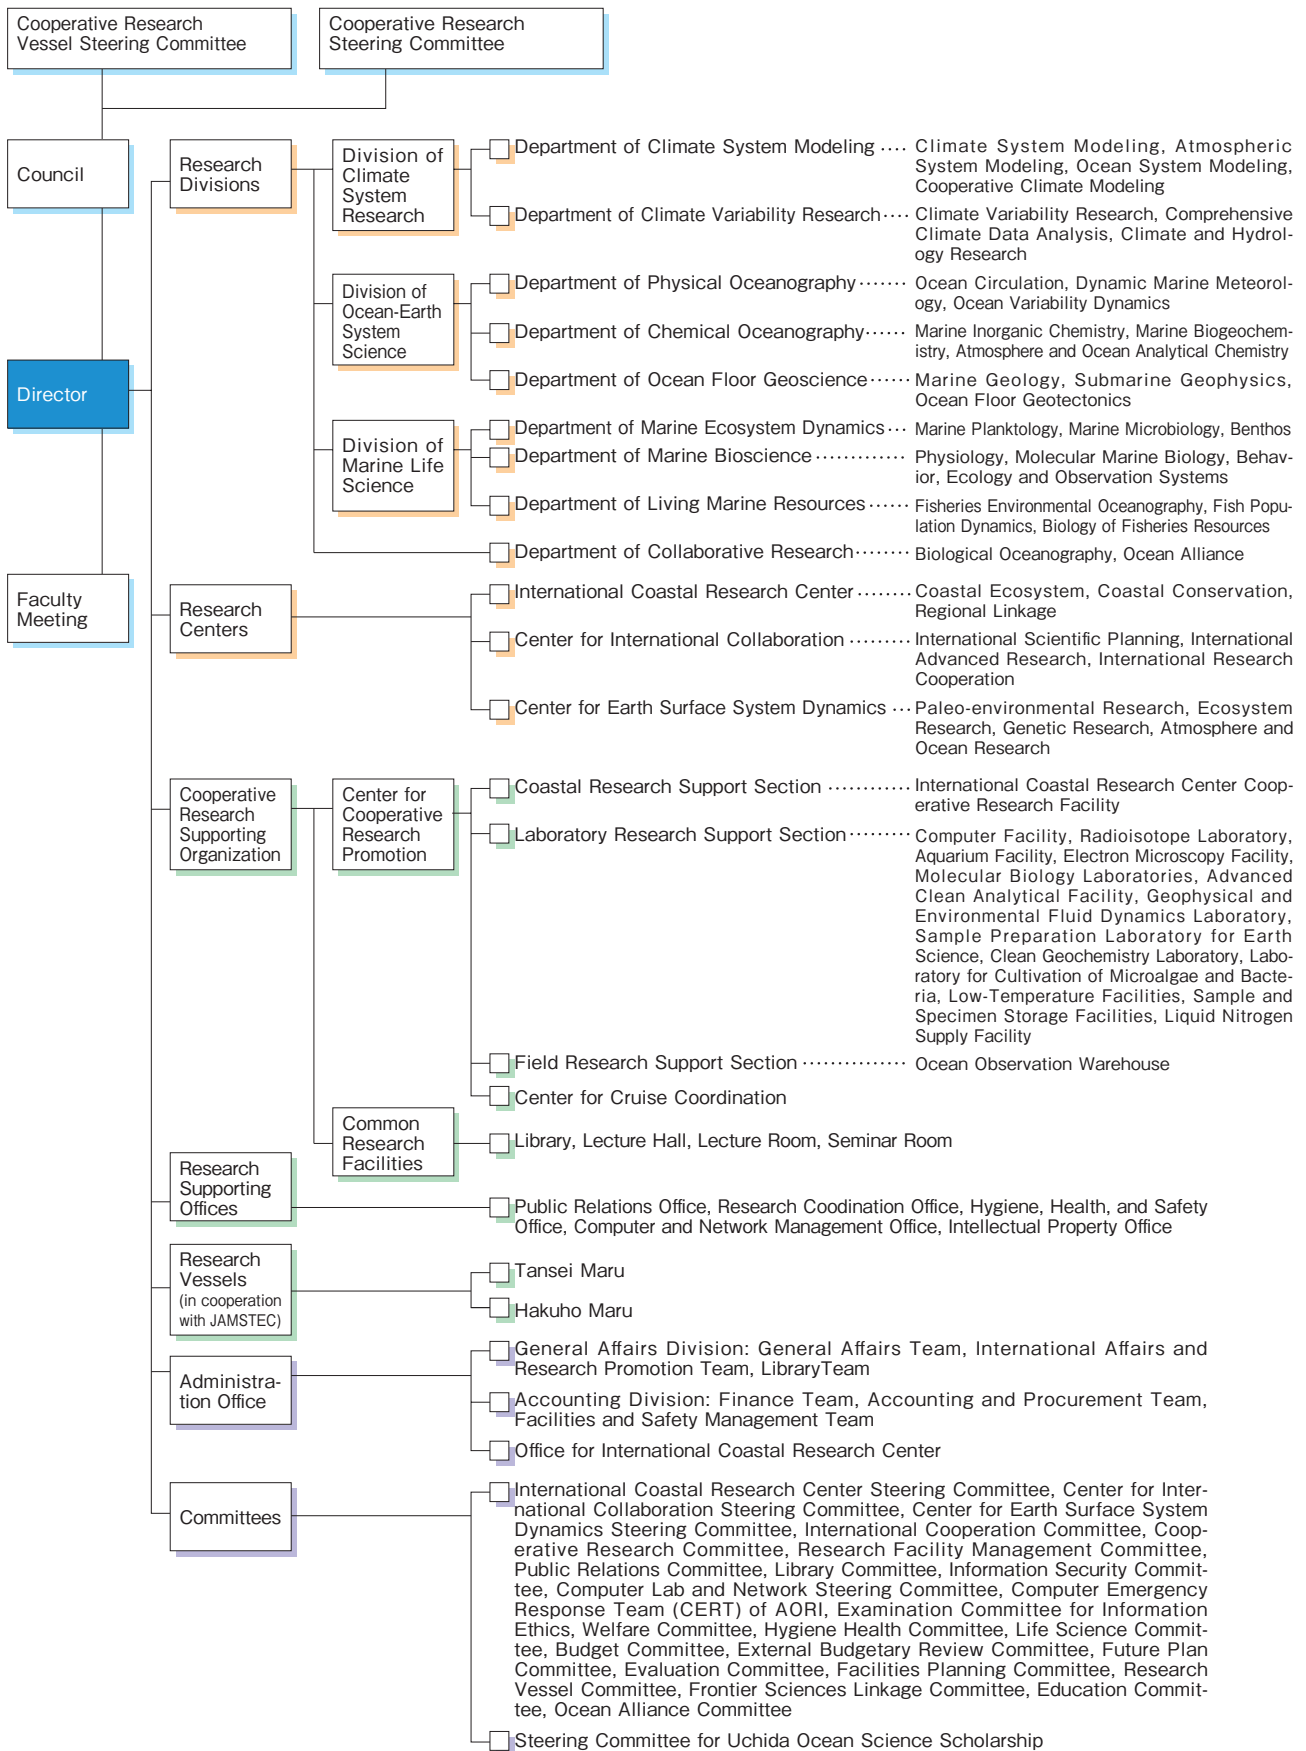 Cooperative Research
Vessel Steering Committee
Cooperative Research
Steering Committee
Council
Director
Faculty
Meeting
Research
Divisions
Division of
Climate
System
Research
Department of Climate System Modeling ····
Climate System Modeling, Atmospheric
System Modeling, Ocean System Modeling,
Cooperative Climate Modeling
Department of Climate Variability Research ····
Climate Variability Research, Comprehensive
Climate Data Analysis, Climate and Hydrol-
ogy Research
Division of
Ocean-Earth
System
Science
Department of Physical Oceanography ·······
Ocean Circulation, Dynamic Marine Meteorol-
ogy, Ocean Variability Dynamics
Department of Chemical Oceanography ······
Marine Inorganic Chemistry, Marine Biogeochem-
istry, Atmosphere and Ocean Analytical Chemistry
Department of Ocean Floor Geoscience ······
Marine Geology, Submarine Geophysics,
Ocean Floor Geotectonics
Division of
Marine Life
Science
Department of Marine Ecosystem Dynamics ····
Marine Planktology, Marine Microbiology, Benthos
Department of Marine Bioscience ·············
Physiology, Molecular Marine Biology, Behav-
ior, Ecology and Observation Systems
Department of Living Marine Resources ······
Fisheries Environmental Oceanography, Fish Popu-
lation Dynamics, Biology of Fisheries Resources
Department of Collaborative Research ········
Biological Oceanography, Ocean Alliance
Research
Centers
International Coastal Research Center ········
Coastal Ecosystem, Coastal Conservation,
Regional Linkage
Center for International Collaboration ·········
International Scientific Planning, International
Advanced Research, International Research
Cooperation
Center for Earth Surface System Dynamics ···
Paleo-environmental Research, Ecosystem
Research, Genetic Research, Atmosphere and
Ocean Research
Cooperative
Research
Supporting
Organization
Center for
Cooperative
Research
Promotion
Coastal Research Support Section ············
International Coastal Research Center Coop-
erative Research Facility
Laboratory Research Support Section ·········
Computer Facility, Radioisotope Laboratory,
Aquarium Facility, Electron Microscopy Facility,
Molecular Biology Laboratories, Advanced
Clean Analytical Facility, Geophysical and
Environmental Fluid Dynamics Laboratory,
Sample Preparation Laboratory for Earth
Science, Clean Geochemistry Laboratory, Labo-
ratory for Cultivation of Microalgae and Bacte-
ria, Low-Temperature Facilities, Sample and
Specimen Storage Facilities, Liquid Nitrogen
Supply Facility
Field Research Support Section ··············
Ocean Observation Warehouse
Center for Cruise Coordination
Common
Research
Facilities
Library, Lecture Hall, Lecture Room, Seminar Room
Research
Supporting
Offices
Public Relations Office, Research Coodination Office, Hygiene, Health, and Safety
Office, Computer and Network Management Office, Intellectual Property Office
Research
Vessels
(in cooperation
with JAMSTEC)
Tansei Maru
Hakuho Maru
Administra-
tion Office
General Affairs Division: General Affairs Team, International Affairs and
Research Promotion Team, LibraryTeam
Accounting Division: Finance Team, Accounting and Procurement Team,
Facilities and Safety Management Team
Office for International Coastal Research Center
Committees
International Coastal Research Center Steering Committee, Center for Inter-
national Collaboration Steering Committee, Center for Earth Surface System
Dynamics Steering Committee, International Cooperation Committee, Coop-
erative Research Committee, Research Facility Management Committee,
Public Relations Committee, Library Committee, Information Security Commit-
tee, Computer Lab and Network Steering Committee, Computer Emergency
Response Team (CERT) of AORI, Examination Committee for Information
Ethics, Welfare Committee, Hygiene Health Committee, Life Science Commit-
tee, Budget Committee, External Budgetary Review Committee, Future Plan
Committee, Evaluation Committee, Facilities Planning Committee, Research
Vessel Committee, Frontier Sciences Linkage Committee, Education Commit-
tee, Ocean Alliance Committee
Steering Committee for Uchida Ocean Science Scholarship